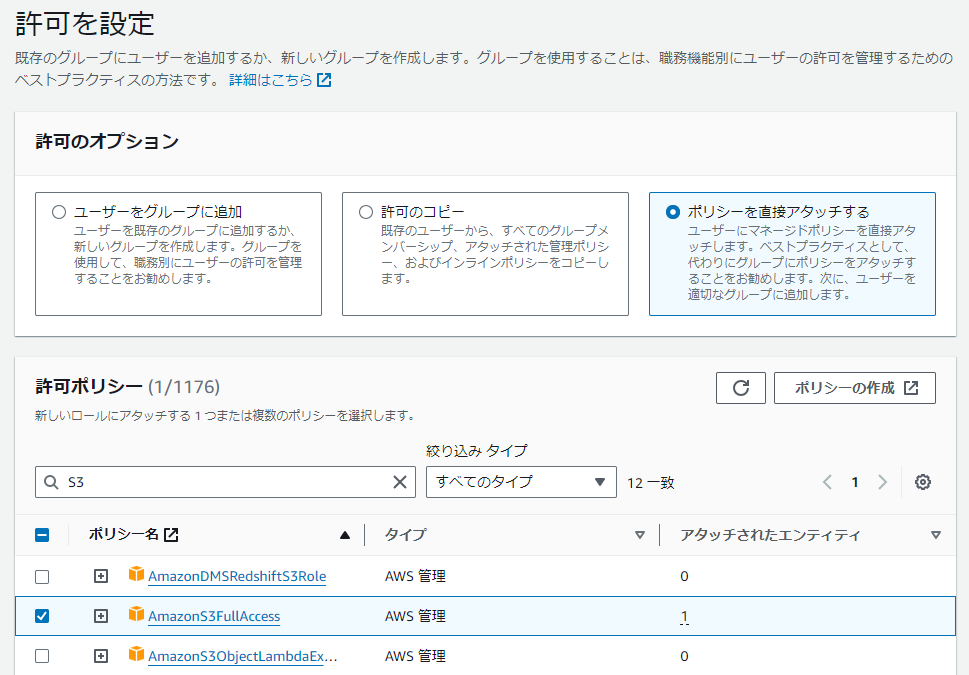 許可を設定
既存のグループにユーザーを追加するか、新しいグループを作成します。グループを使用することは、職務機能別にユーザーの許可を管理するための
ベストプラクティスの方法です。 詳細はこちら
許可のオプション
ユーザーをグループに追加
ユーザーを既存のグループに追加するか、
新しいグループを作成します。グループを
使用して、職務別にユーザーの許可を管理
することをお勧めします。
許可のコピー
既存のユーザーから、すべてのグループメ
ンバーシップ、アタッチされた管理ポリシ
ー、およびインラインポリシーをコピーし
ます。
ポリシーを直接アタッチする
ユーザーにマネージドポリシーを直接アタ
ッチします。ベストプラクティスとして、
代わりにグループにポリシーをアタッチす
ることをお勧めします。次に、ユーザーを
適切なグループに追加します。
許可ポリシー (1/1176)
ポリシーの作成
新しいロールにアタッチする 1 つまたは複数のポリシーを選択します。
絞り込み タイプ
S3
すべてのタイプ
12 一致
1
ポリシー名 タイプ アタッチされたエンティティ
AmazonDMSRedshiftS3Role AWS 管理 0
AmazonS3FullAccess AWS 管理 1
AmazonS3ObjectLambdaEx... AWS 管理 0